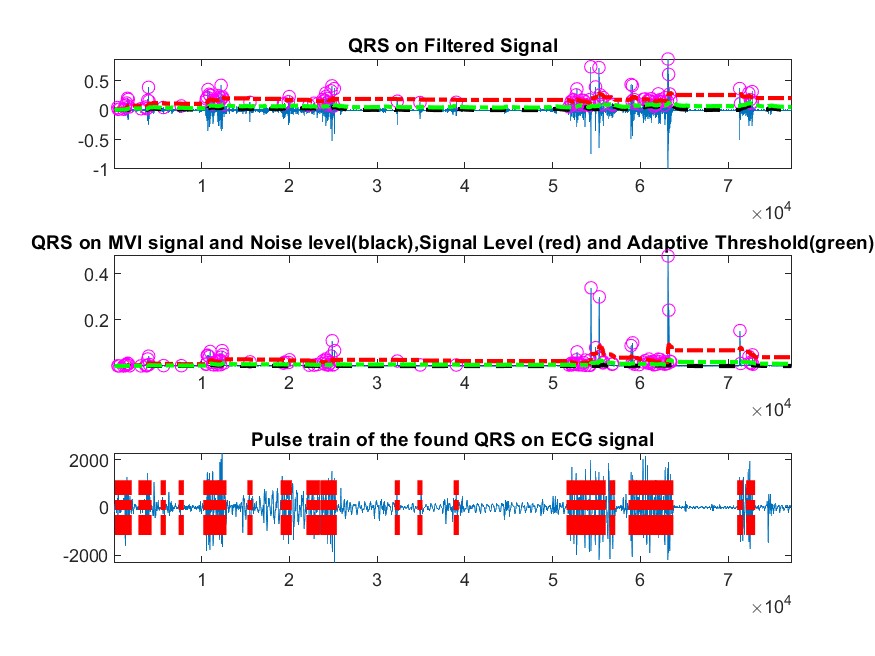 QRS on Filtered Signal
0.5
0
-0.5
-1
1 2 3 4 5 6 7
×10^4
QRS on MVI signal and Noise level(black),Signal Level (red) and Adaptive Threshold(green)
0.4
0.2
1 2 3 4 5 6 7
×10^4
Pulse train of the found QRS on ECG signal
2000
0
-2000
1 2 3 4 5 6 7
×10^4